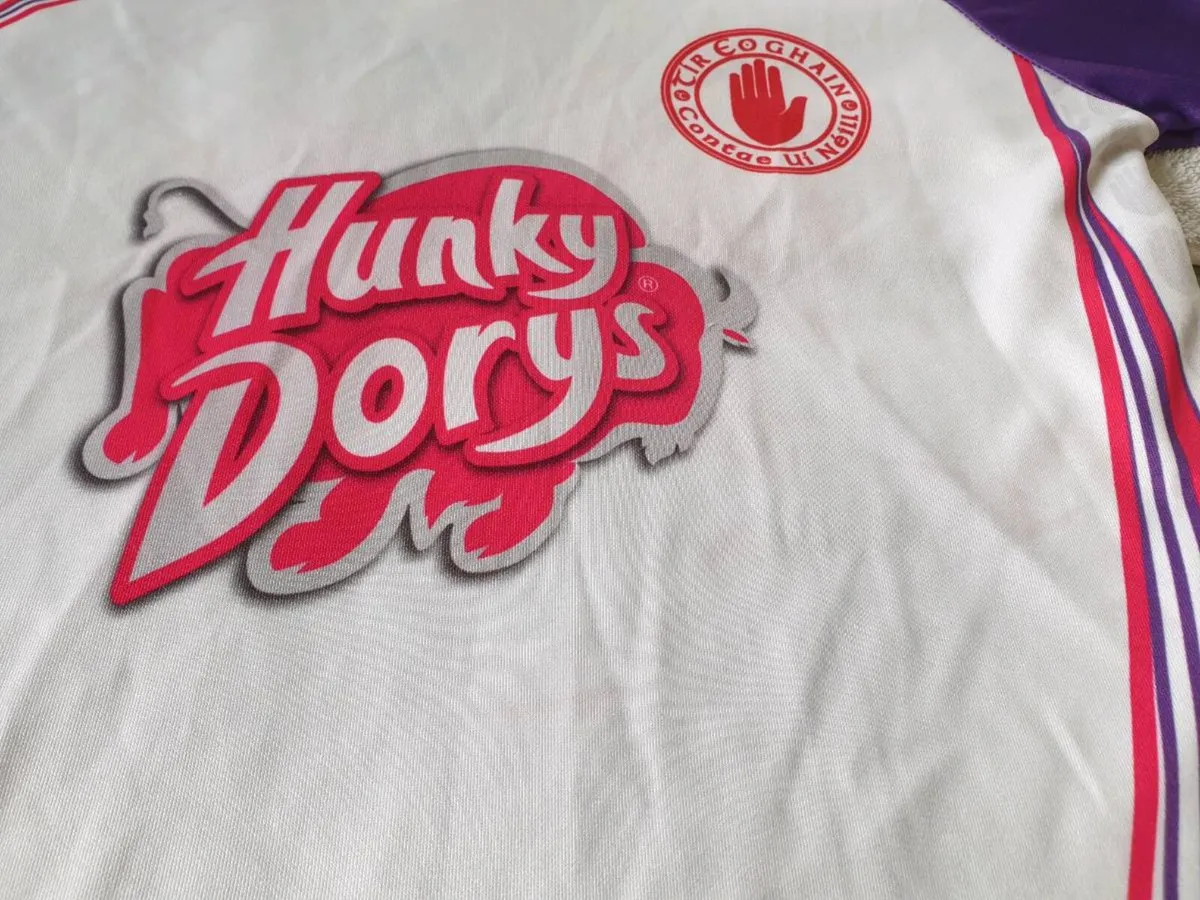 TÍR EOGHAIN
Contae Uí Néill
Hunky
Dorys
®